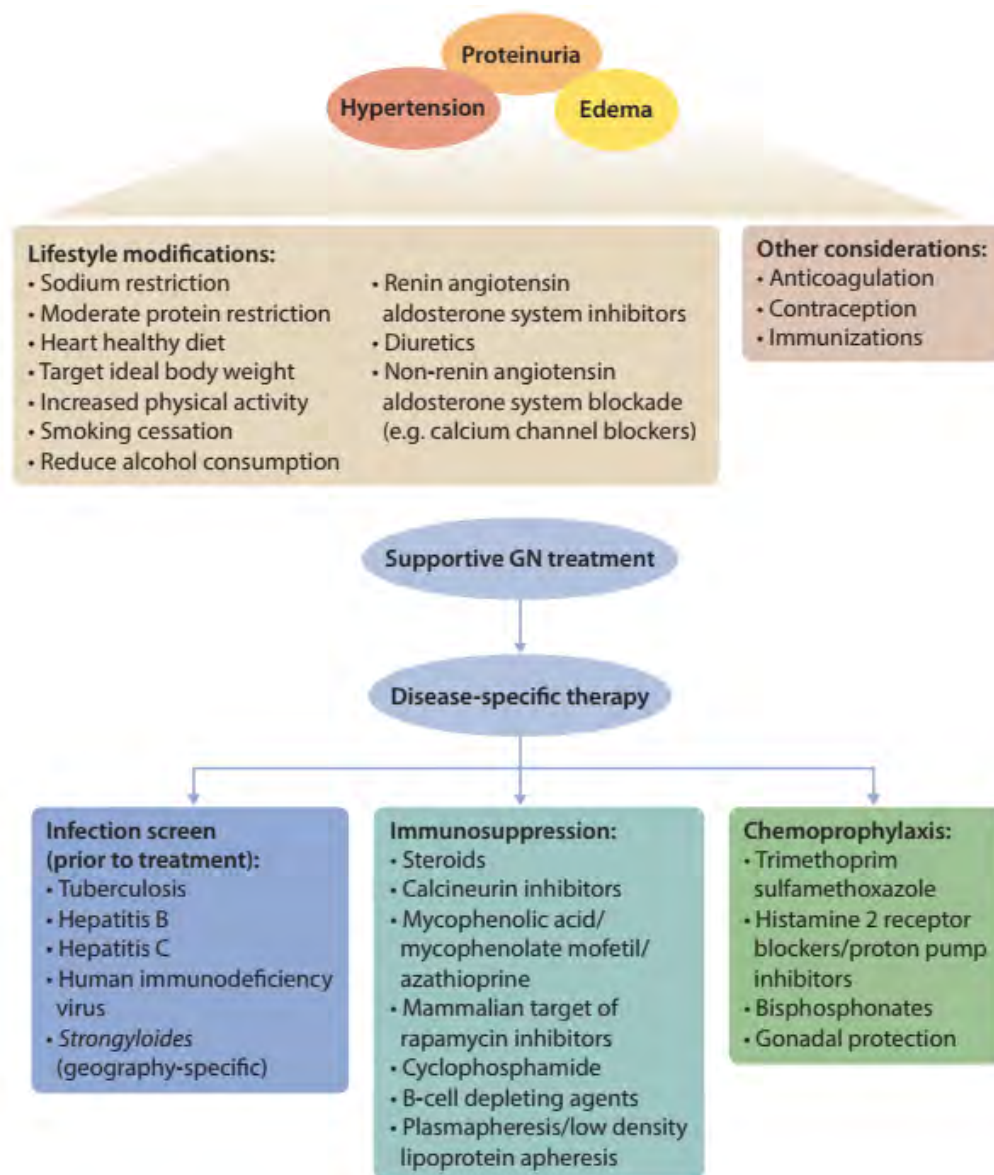 Proteinuria
Hypertension
Edema
Lifestyle modifications:
• Sodium restriction
• Moderate protein restriction
• Heart healthy diet
• Target ideal body weight
• Increased physical activity
• Smoking cessation
• Reduce alcohol consumption
• Renin angiotensin
aldosterone system inhibitors
• Diuretics
• Non-renin angiotensin
aldosterone system blockade
(e.g. calcium channel blockers)
Other considerations:
• Anticoagulation
• Contraception
• Immunizations
Supportive GN treatment
Disease-specific therapy
Infection screen
(prior to treatment):
• Tuberculosis
• Hepatitis B
• Hepatitis C
• Human immunodeficiency
virus
• Strongyloides
(geography-specific)
Immunosuppression:
• Steroids
• Calcineurin inhibitors
• Mycophenolic acid/
mycophenolate mofetil/
azathioprine
• Mammalian target of
rapamycin inhibitors
• Cyclophosphamide
• B-cell depleting agents
• Plasmapheresis/low density
lipoprotein apheresis
Chemoprophylaxis:
• Trimethoprim
sulfamethoxazole
• Histamine 2 receptor
blockers/proton pump
inhibitors
• Bisphosphonates
• Gonadal protection